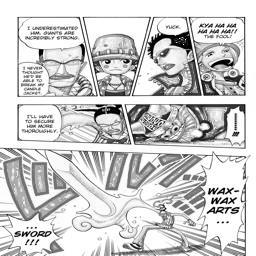 I UNDERESTIMATED
HIM. GIANTS ARE
INCREDIBLY STRONG.
I NEVER
THOUGHT
HE'D BE
ABLE TO
BREAK MY
CANDLE
JACKET.
YUCK.
KYA HA HA
HA HA HA!!
THE FOOL!
I'LL HAVE
TO SECURE
HIM MORE
THOROUGHLY.
WAX-
WAX
ARTS
...
... SWORD
!!!